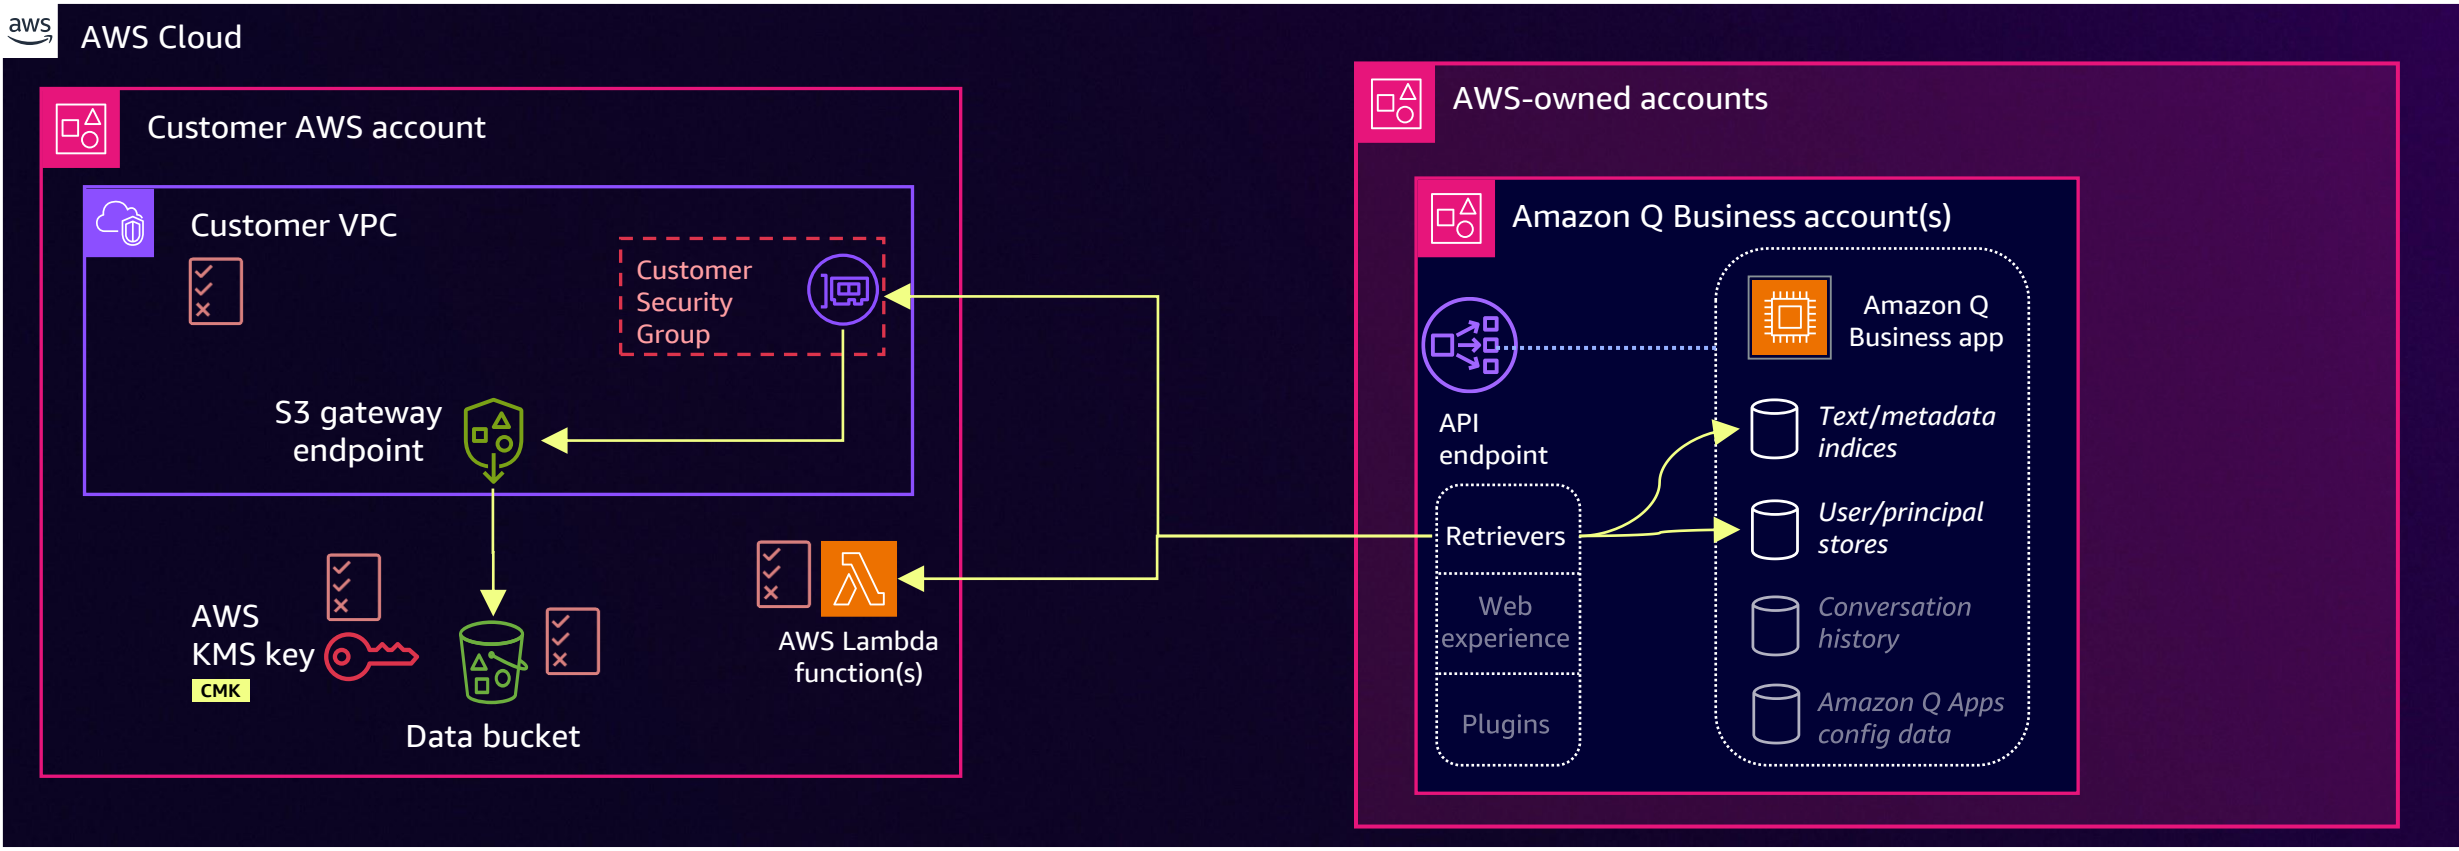 aws
AWS Cloud
Customer AWS account
Customer VPC
Customer
Security
Group
S3 gateway
endpoint
AWS
KMS key
CMK
Data bucket
AWS Lambda
function(s)
AWS-owned accounts
Amazon Q Business account(s)
API
endpoint
Retrievers
Web
experience
Plugins
Amazon Q
Business app
Text/metadata
indices
User/principal
stores
Conversation
history
Amazon Q Apps
config data